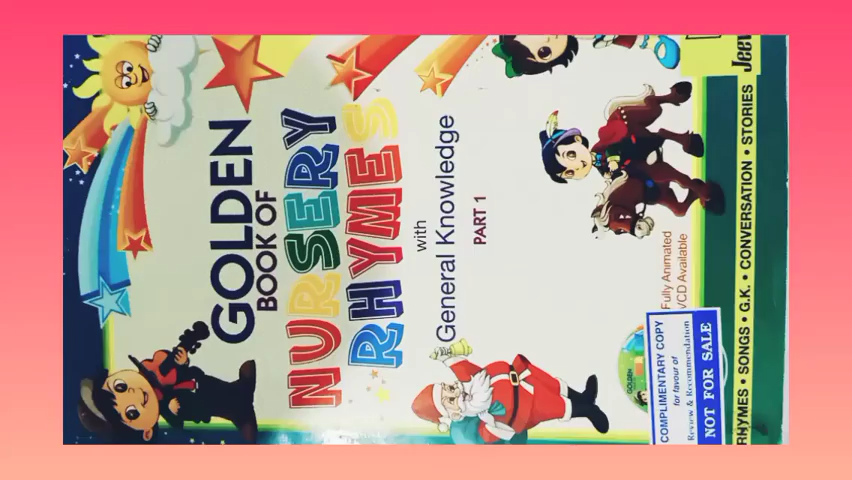 GOLDEN
BOOK OF
NURSERY
RHYMES
with
General Knowledge
PART 1
Fully Animated
VCD Available
GOLDEN
COMPLIMENTARY COPY
for favour of
Review & Recommendation
NOT FOR SALE
RHYMES • SONGS • G.K. • CONVERSATION • STORIES